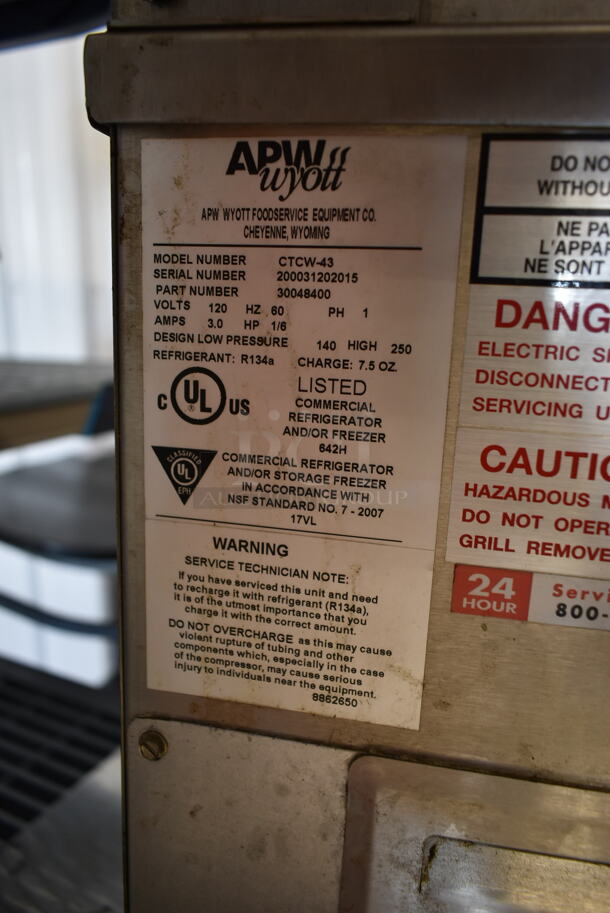 APW
wyott
APW WYOTT FOODSERVICE EQUIPMENT CO.
CHEYENNE, WYOMING
MODEL NUMBER CTCW-43
SERIAL NUMBER 200031202015
PART NUMBER 30048400
VOLTS 120 HZ 60 PH 1
AMPS 3.0 HP 1/6
DESIGN LOW PRESSURE 140 HIGH 250
REFRIGERANT: R134a CHARGE: 7.5 OZ.
C UL US
LISTED
COMMERCIAL
REFRIGERATOR
AND/OR FREEZER
642H
CLASSIFIED
UL
EPH
COMMERCIAL REFRIGERATOR
AND/OR STORAGE FREEZER
IN ACCORDANCE WITH
NSF STANDARD NO. 7 - 2007
17VL
WARNING
SERVICE TECHNICIAN NOTE:
If you have serviced this unit and need
to recharge it with refrigerant (R134a),
it is of the utmost importance that you
charge it with the correct amount.
DO NOT OVERCHARGE as this may cause
violent rupture of tubing and other
components which, especially in the case
of the compressor, may cause serious
injury to individuals near the equipment.
8862650
DO NO
WITHOU
NE PA
L'APPAR
NE SONT
DANG
ELECTRIC S
DISCONNECT
SERVICING U
CAUTIO
HAZARDOUS M
DO NOT OPER
GRILL REMOVE
24
HOUR
Servi
800-